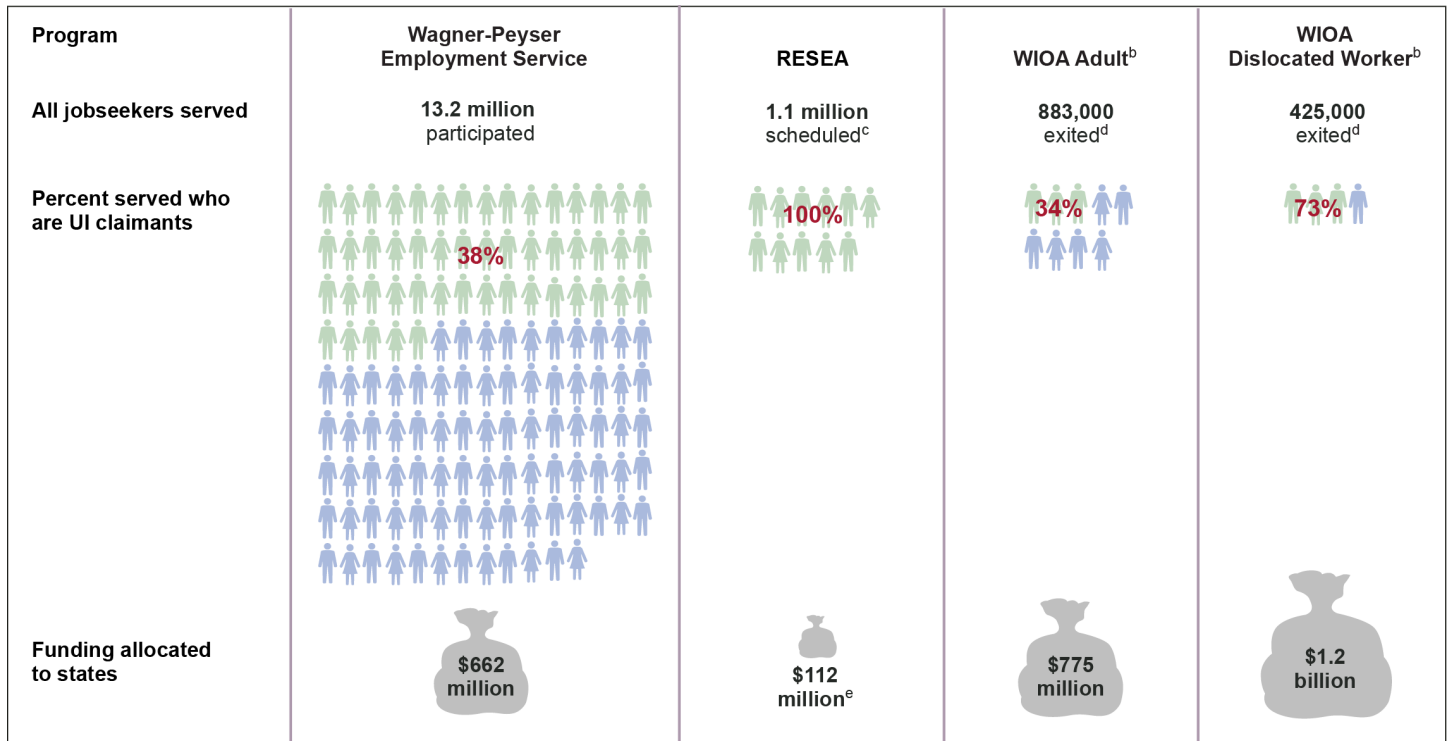 Program
Wagner-Peyser
Employment Service
RESEA
WIOA Adultb
WIOA
Dislocated Workerb
All jobseekers served
13.2 million
participated
1.1 million
scheduledc
883,000
exitedd
425,000
exitedd
Percent served who
are UI claimants
38%
100%
34%
73%
Funding allocated
to states
$662
million
$112
millione
$775
million
$1.2
billion